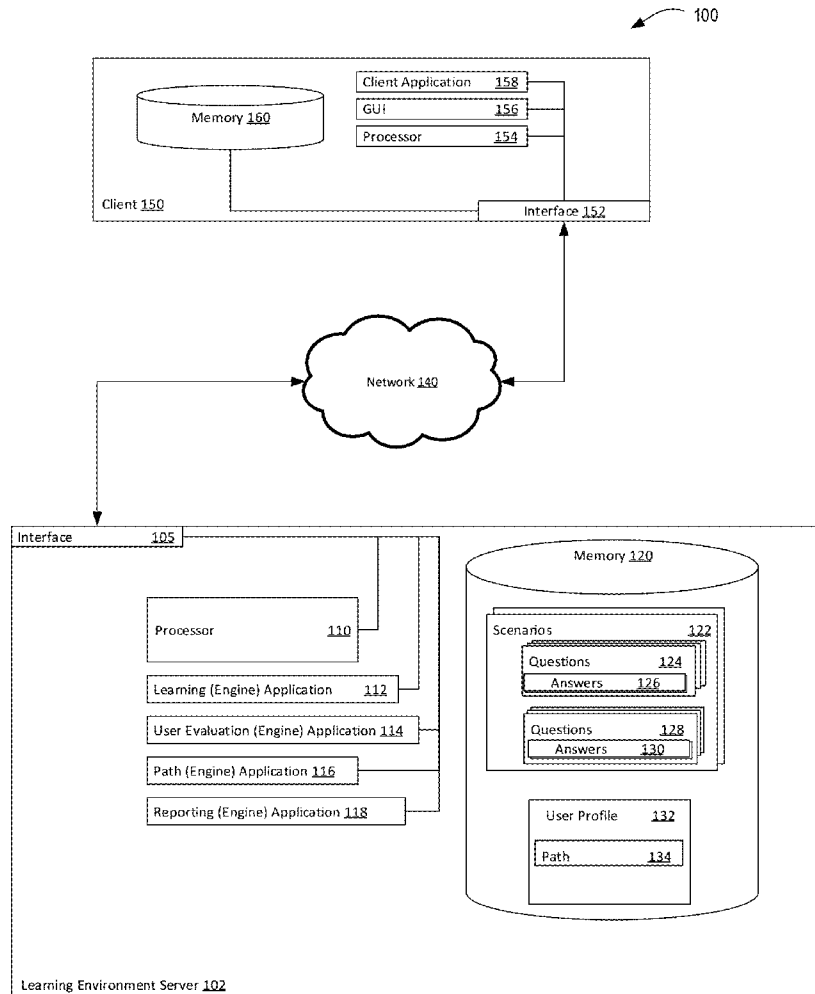 100
Client Application 158
GUI 156
Processor 154
Memory 160
Client 150
Interface 152
Network 140
Interface 105
Memory 120
Processor 110
Scenarios 122
Questions 124
Answers 126
Learning (Engine) Application 112
User Evaluation (Engine) Application 114
Questions 128
Answers 130
Path (Engine) Application 116
Reporting (Engine) Application 118
User Profile 132
Path 134
Learning Environment Server 102